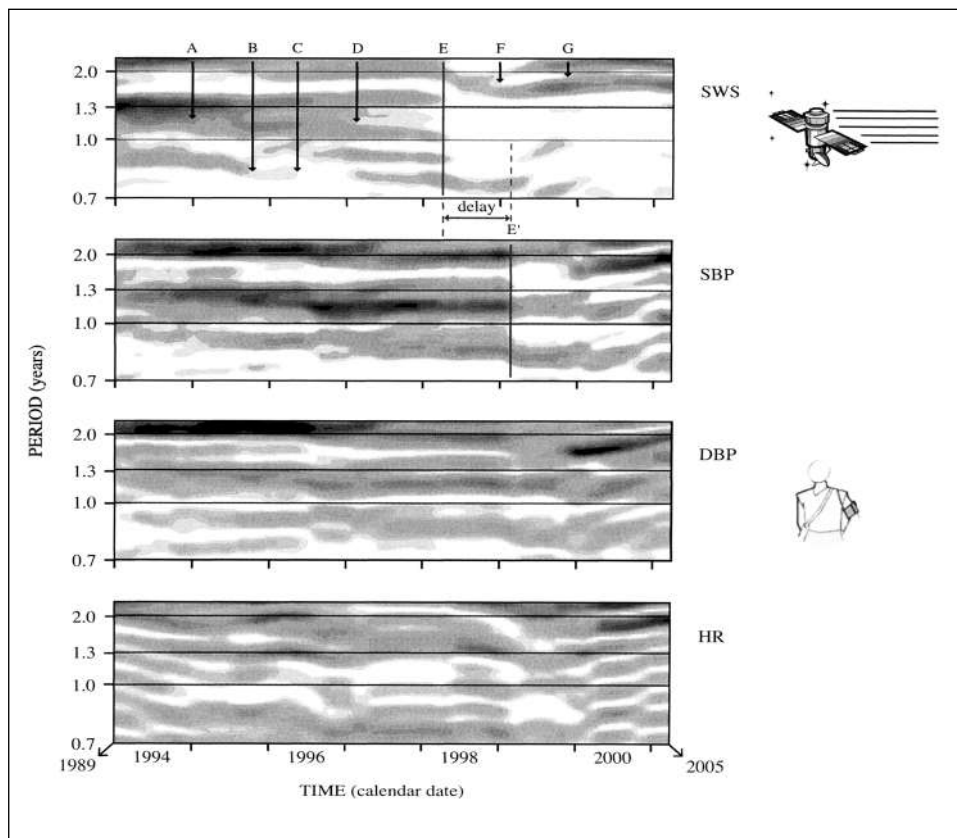 A B C D E F G
2.0
1.3
1.0
0.7
SWS
delay
E'
2.0
1.3
1.0
0.7
SBP
PERIOD (years)
2.0
1.3
1.0
0.7
DBP
2.0
1.3
1.0
0.7
HR
1989 1994 1996 1998 2000 2005
TIME (calendar date)